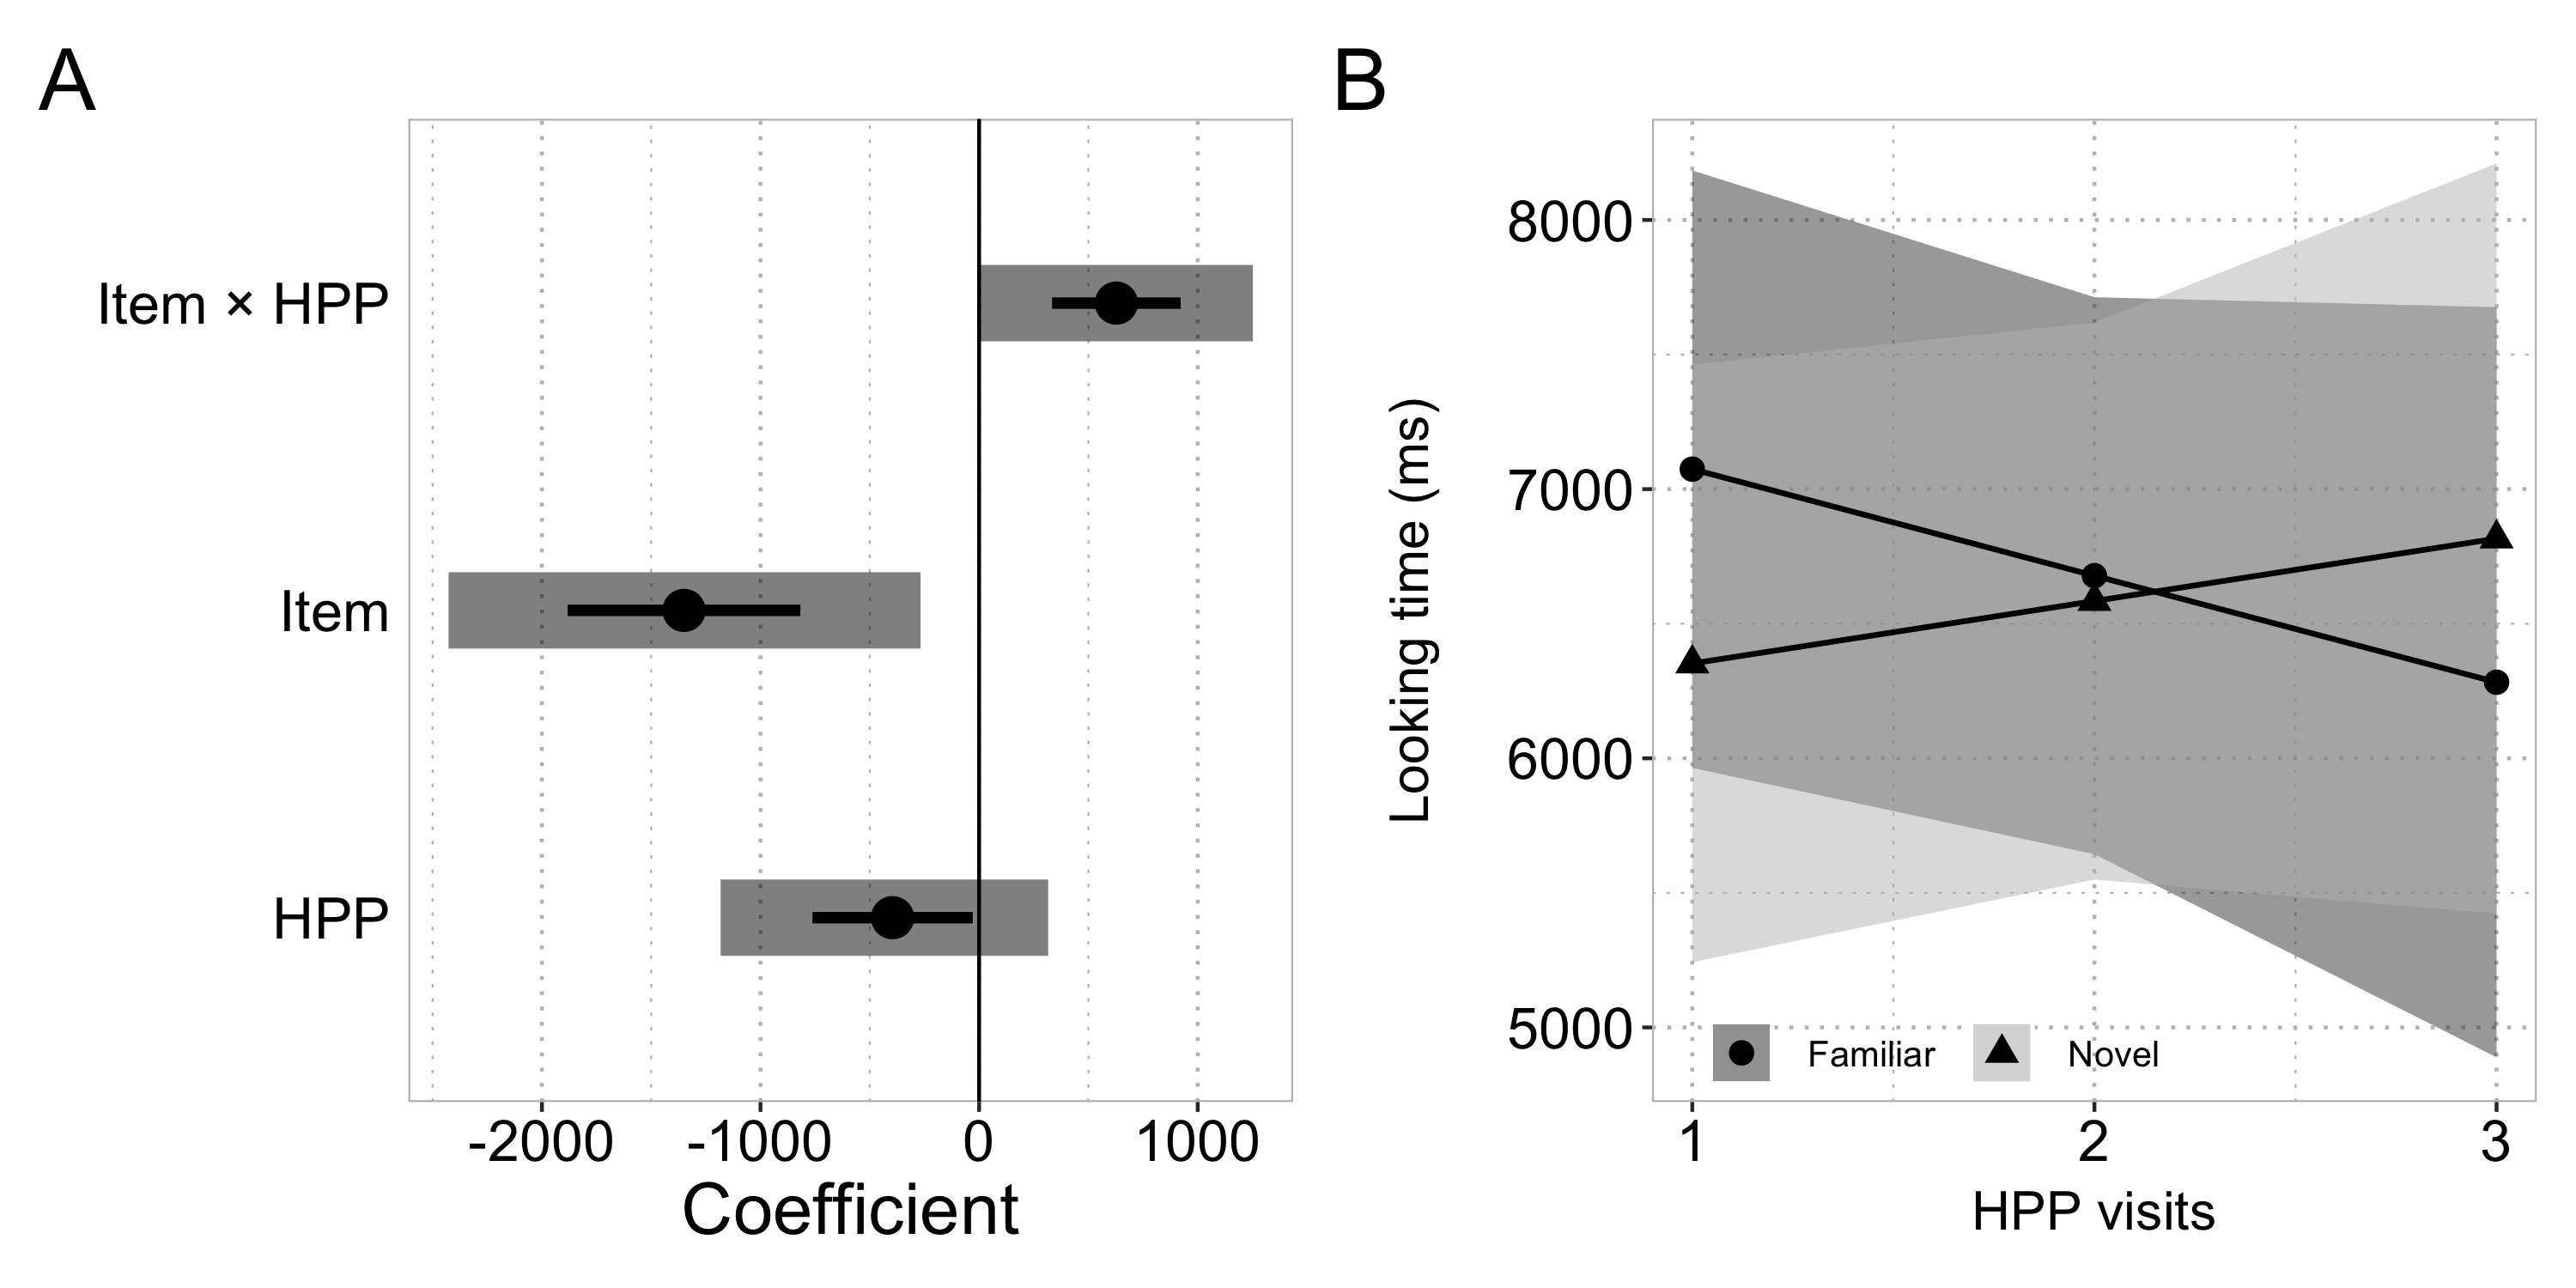 A
Item × HPP
Item
HPP
-2000 -1000 0 1000
Coefficient
B
Looking time (ms)
8000
7000
6000
5000
Familiar Novel
1 2 3
HPP visits